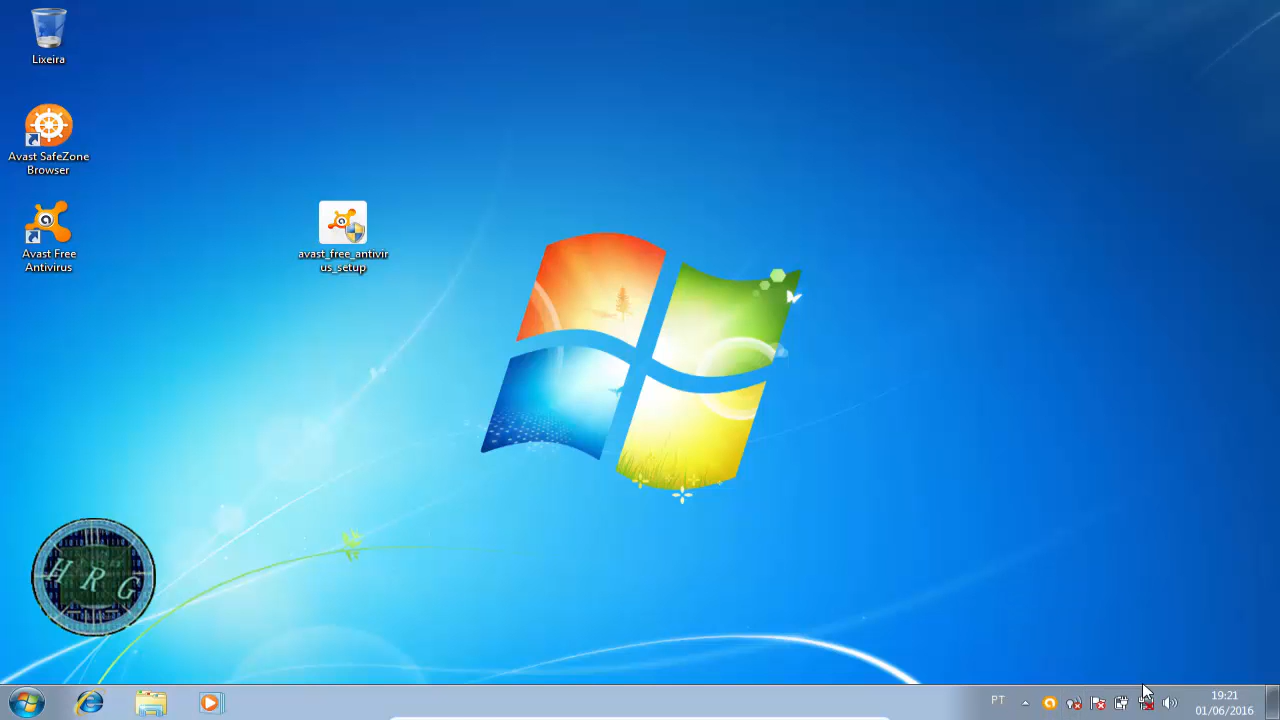 Lixeira
Avast SafeZone
Browser
Avast Free
Antivirus
avast_free_antivir
us_setup
H R G
PT
19:21
01/06/2016